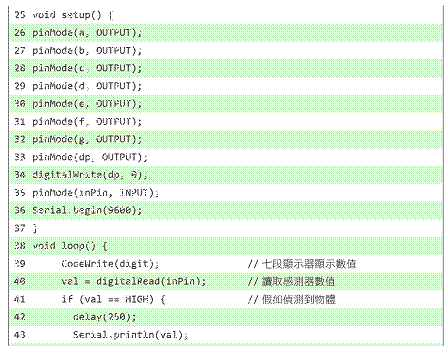 25 void setup() {
26 pinMode(a, OUTPUT);
27 pinMode(b, OUTPUT);
28 pinMode(c, OUTPUT);
29 pinMode(d, OUTPUT);
30 pinMode(e, OUTPUT);
31 pinMode(f, OUTPUT);
32 pinMode(g, OUTPUT);
33 pinMode(dp, OUTPUT);
34 digitalWrite(dp, 0);
35 pinMode(inPin, INPUT);
36 Serial.begin(9600);
37 }
38 void loop() {
39 CodeWrite(digit); // 七段顯示器顯示數值
40 val = digitalRead(inPin); // 讀取感測器數值
41 if (val == HIGH) { // 假如偵測到物體
42 delay(250);
43 Serial.println(val);